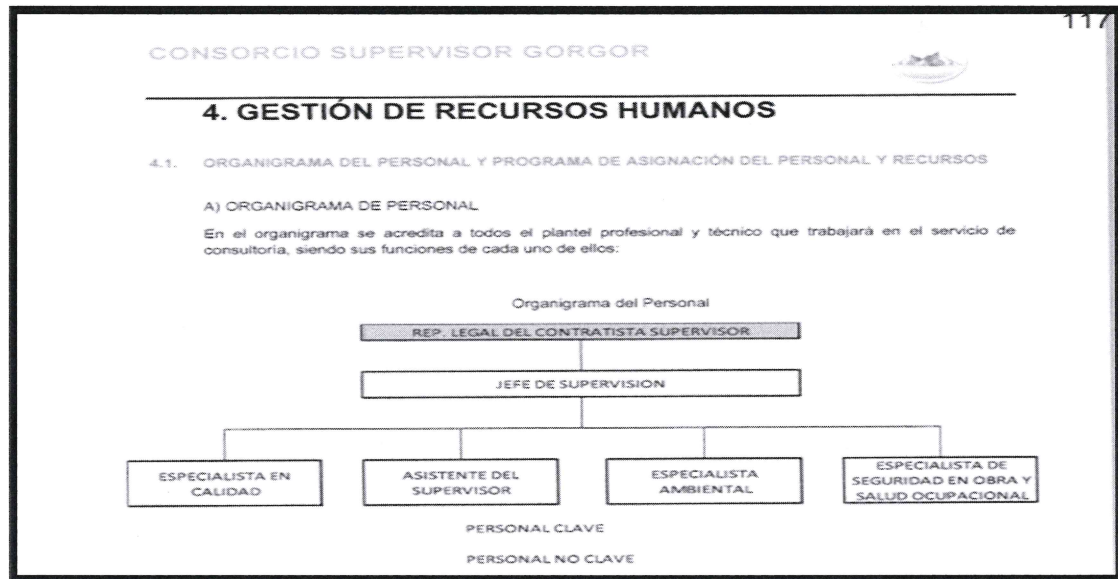 117
CONSORCIO SUPERVISOR GORGOR
4. GESTIÓN DE RECURSOS HUMANOS
4.1. ORGANIGRAMA DEL PERSONAL Y PROGRAMA DE ASIGNACIÓN DEL PERSONAL Y RECURSOS
A) ORGANIGRAMA DE PERSONAL
En el organigrama se acredita a todos el plantel profesional y técnico que trabajará en el servicio de
consultoría, siendo sus funciones de cada uno de ellos:
Organigrama del Personal
REP. LEGAL DEL CONTRATISTA SUPERVISOR
JEFE DE SUPERVISION
ESPECIALISTA EN
CALIDAD
ASISTENTE DEL
SUPERVISOR
ESPECIALISTA
AMBIENTAL
ESPECIALISTA DE
SEGURIDAD EN OBRA Y
SALUD OCUPACIONAL
PERSONAL CLAVE
PERSONAL NO CLAVE